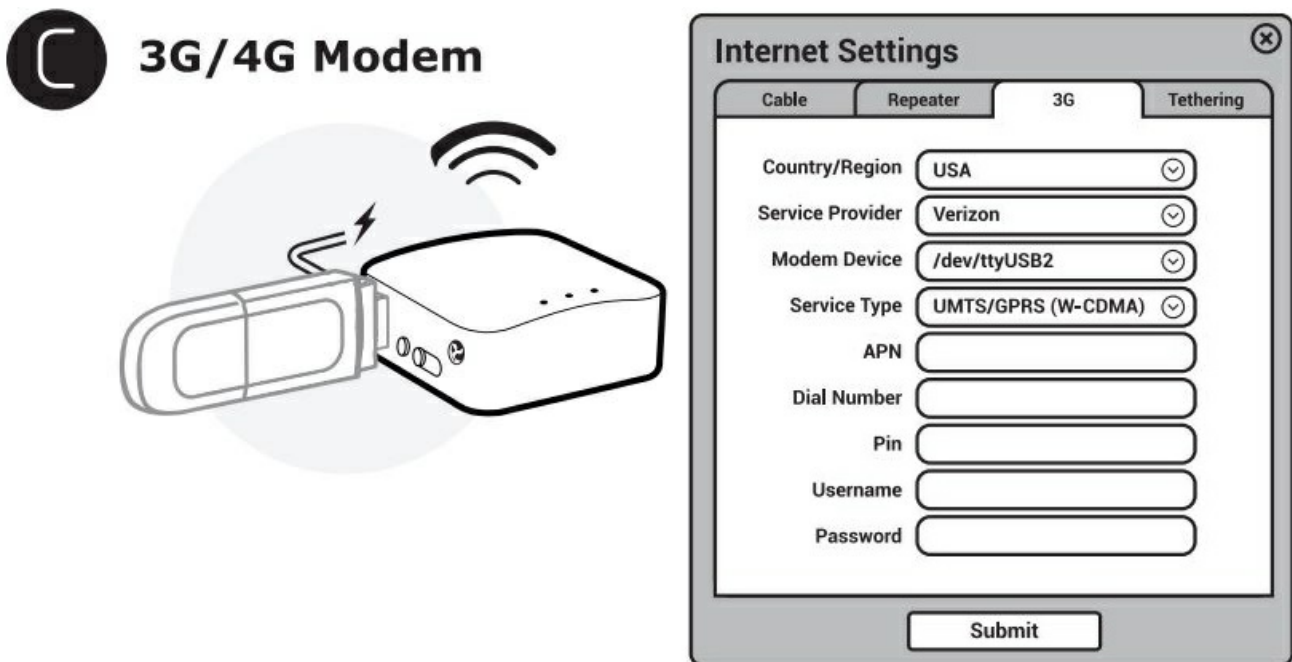 C 3G/4G Modem
Internet Settings
Cable Repeater 3G Tethering
Country/Region USA
Service Provider Verizon
Modem Device /dev/ttyUSB2
Service Type UMTS/GPRS (W-CDMA)
APN
Dial Number
Pin
Username
Password
Submit